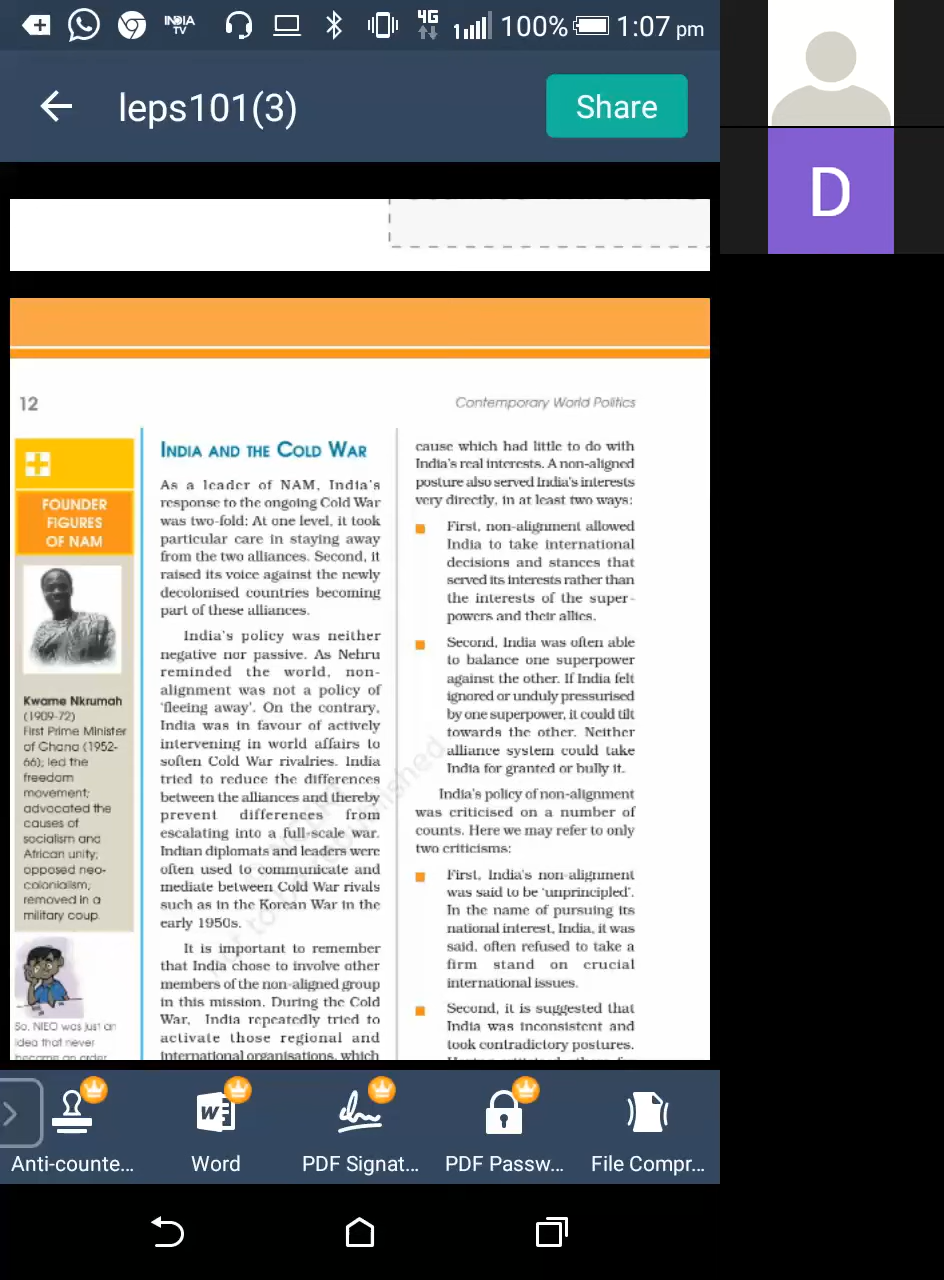 INDIA TV
4G
100%
1:07 pm
leps101(3)
Share
D
12
Contemporary World Politics
FOUNDER
FIGURES
OF NAM
Kwame Nkrumah
(1909-72)
First Prime Minister
of Ghana (1952-
66); led the
freedom
movement;
advocated the
causes of
socialism and
African unity;
opposed neo-
colonialism;
removed in a
military coup.
So, NIEO was just an
idea that never
became an order.
INDIA AND THE COLD WAR
As a leader of NAM, India's
response to the ongoing Cold War
was two-fold: At one level, it took
particular care in staying away
from the two alliances. Second, it
raised its voice against the newly
decolonised countries becoming
part of these alliances.
India's policy was neither
negative nor passive. As Nehru
reminded the world, non-
alignment was not a policy of
'fleeing away'. On the contrary,
India was in favour of actively
intervening in world affairs to
soften Cold War rivalries. India
tried to reduce the differences
between the alliances and thereby
prevent differences from
escalating into a full-scale war.
Indian diplomats and leaders were
often used to communicate and
mediate between Cold War rivals
such as in the Korean War in the
early 1950s.
It is important to remember
that India chose to involve other
members of the non-aligned group
in this mission. During the Cold
War, India repeatedly tried to
activate those regional and
international organisations, which
cause which had little to do with
India's real interests. A non-aligned
posture also served India's interests
very directly, in at least two ways:
First, non-alignment allowed
India to take international
decisions and stances that
served its interests rather than
the interests of the super-
powers and their allies.
Second, India was often able
to balance one superpower
against the other. If India felt
ignored or unduly pressurised
by one superpower, it could tilt
towards the other. Neither
alliance system could take
India for granted or bully it.
India's policy of non-alignment
was criticised on a number of
counts. Here we may refer to only
two criticisms:
First, India's non-alignment
was said to be 'unprincipled'.
In the name of pursuing its
national interest, India, it was
said, often refused to take a
firm stand on crucial
international issues.
Second, it is suggested that
India was inconsistent and
took contradictory postures.
Anti-counte...
Word
PDF Signat...
PDF Passw...
File Compr...